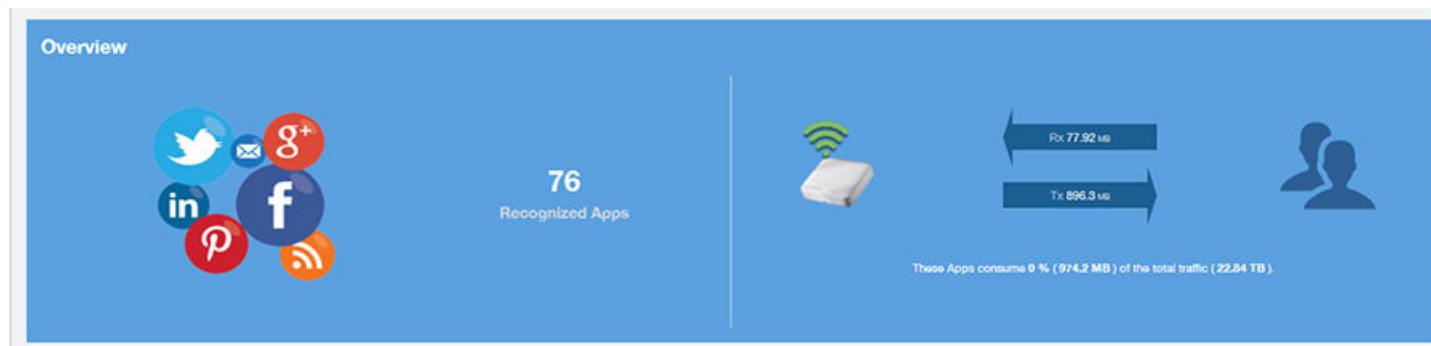 Overview
g+
in
f
76
Recognized Apps
Rx 77.92 MB
Tx 896.3 MB
These Apps consume 0 % ( 974.2 MB ) of the total traffic ( 22.84 TB ).